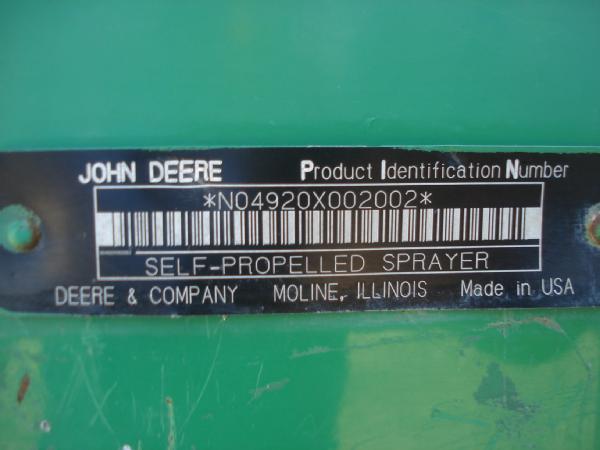 JOHN DEERE Product Identification Number
*N04920X002002*
SELF-PROPELLED SPRAYER
DEERE & COMPANY MOLINE, ILLINOIS Made in USA